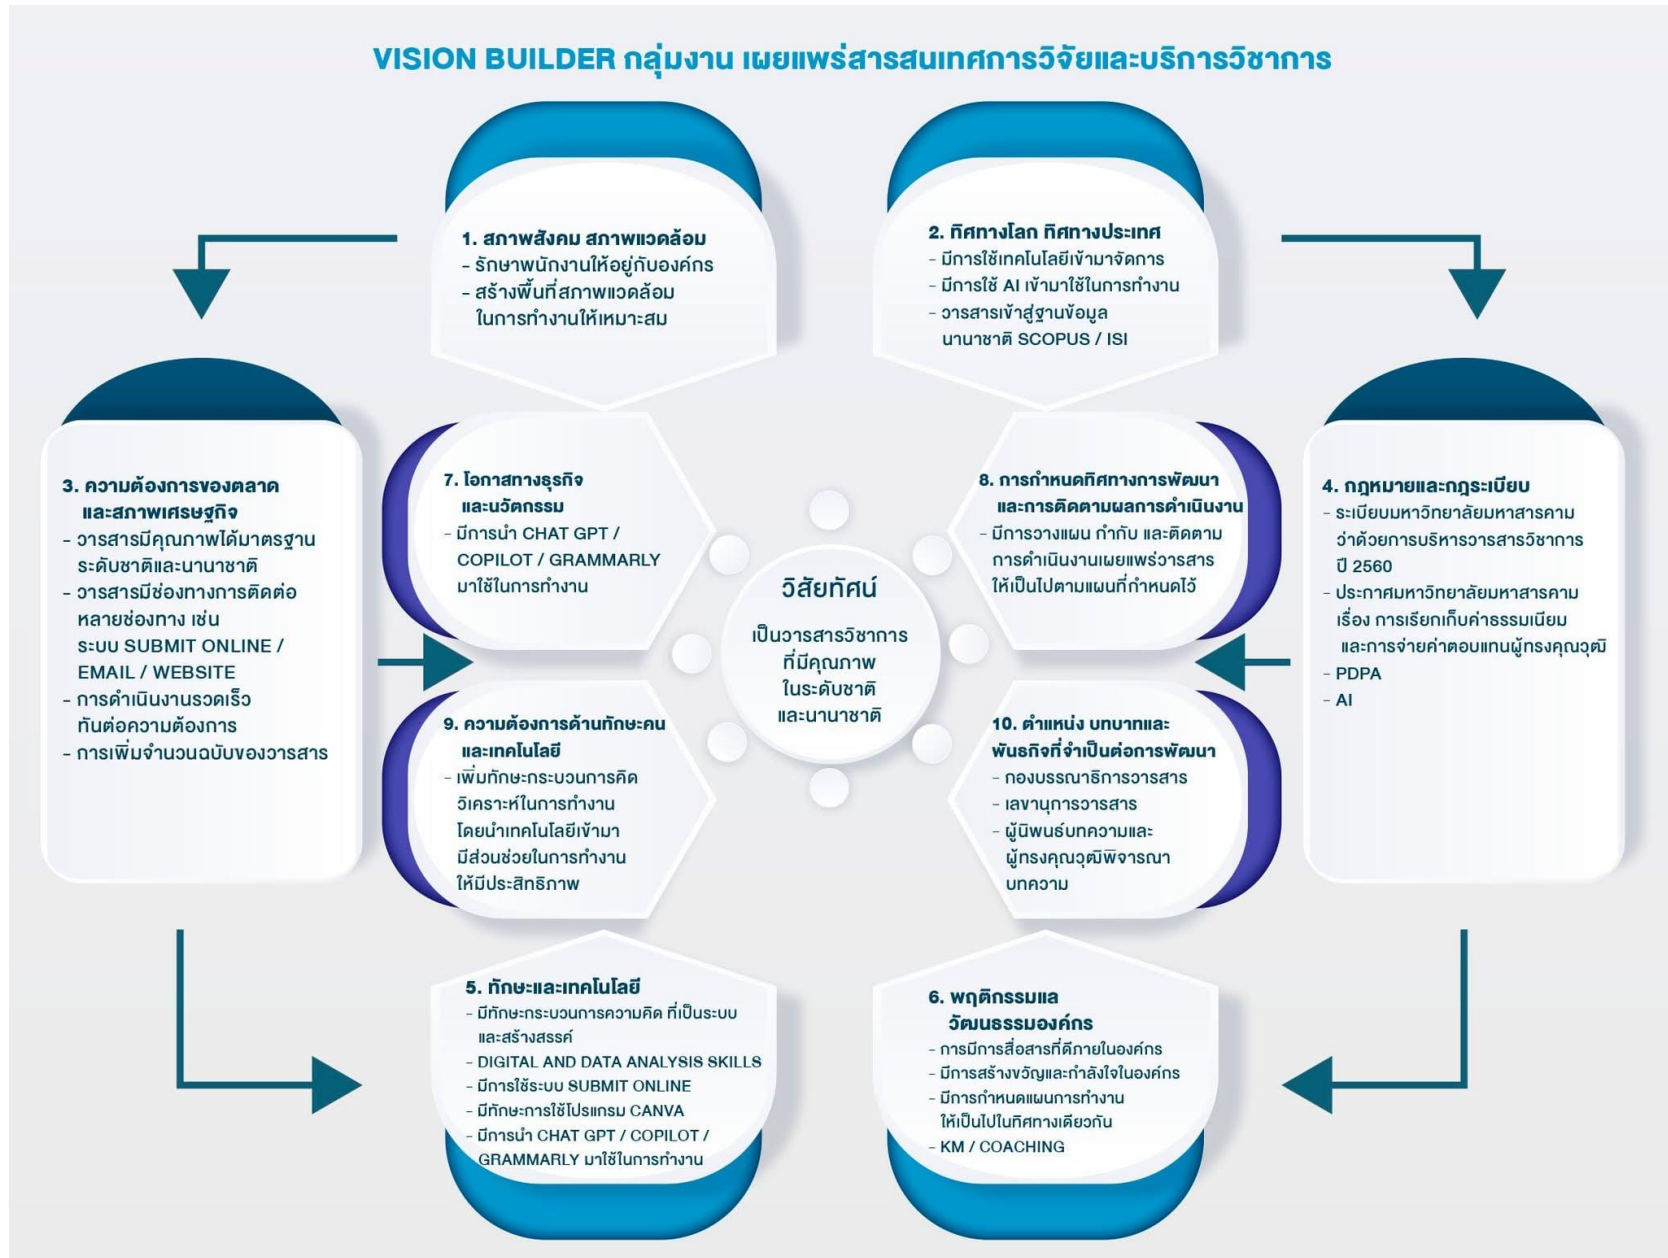 VISION BUILDER กลุ่มงาน เผยแพร่สารสนเทศการวิจัยและบริการวิชาการ
1. สภาพสังคม สภาพแวดล้อม
- รักษาพนักงานให้อยู่กับองค์กร
- สร้างพื้นที่สภาพแวดล้อม
ในการทำงานให้เหมาะสม
2. ทิศทางโลก ทิศทางประเทศ
- มีการใช้เทคโนโลยีเข้ามาจัดการ
- มีการใช้ AI เข้ามาใช้ในการทำงาน
- วารสารเข้าสู่ฐานข้อมูล
นานาชาติ SCOPUS / ISI
3. ความต้องการของตลาด
และสภาพเศรษฐกิจ
- วารสารมีคุณภาพได้มาตรฐาน
ระดับชาติและนานาชาติ
- วารสารมีช่องทางการติดต่อ
หลายช่องทาง เช่น
ระบบ SUBMIT ONLINE /
EMAIL / WEBSITE
- การดำเนินงานรวดเร็ว
ทันต่อความต้องการ
- การเพิ่มจำนวนฉบับของวารสาร
4. กฎหมายและกฎระเบียบ
- ระเบียบมหาวิทยาลัยมหาสารคาม
ว่าด้วยการบริหารวารสารวิชาการ
ปี 2560
- ประกาศมหาวิทยาลัยมหาสารคาม
เรื่อง การเรียกเก็บค่าธรรมเนียม
และการจ่ายค่าตอบแทนผู้ทรงคุณวุฒิ
- PDPA
- AI
5. ทักษะและเทคโนโลยี
- มีทักษะกระบวนการความคิด ที่เป็นระบบ
และสร้างสรรค์
- DIGITAL AND DATA ANALYSIS SKILLS
- มีการใช้ระบบ SUBMIT ONLINE
- มีทักษะการใช้โปรแกรม CANVA
- มีการนำ CHAT GPT / COPILOT /
GRAMMARLY มาใช้ในการทำงาน
6. พฤติกรรมแล
วัฒนธรรมองค์กร
- การมีการสื่อสารที่ดีภายในองค์กร
- มีการสร้างขวัญและกำลังใจในองค์กร
- มีการกำหนดแผนการทำงาน
ให้เป็นไปในทิศทางเดียวกัน
- KM / COACHING
7. โอกาสทางธุรกิจ
และนวัตกรรม
- มีการนำ CHAT GPT /
COPILOT / GRAMMARLY
มาใช้ในการทำงาน
8. การกำหนดทิศทางการพัฒนา
และการติดตามผลการดำเนินงาน
- มีการวางแผน กำกับ และติดตาม
การดำเนินงานเผยแพร่วารสาร
ให้เป็นไปตามแผนที่กำหนดไว้
9. ความต้องการด้านทักษะคน
และเทคโนโลยี
- เพิ่มทักษะกระบวนการคิด
วิเคราะห์ในการทำงาน
โดยนำเทคโนโลยีเข้ามา
มีส่วนช่วยในการทำงาน
ให้มีประสิทธิภาพ
10. ตำแหน่ง บทบาทและ
พันธกิจที่จำเป็นต่อการพัฒนา
- กองบรรณาธิการวารสาร
- เลขานุการวารสาร
- ผู้นิพนธ์บทความและ
ผู้ทรงคุณวุฒิพิจารณา
บทความ
วิสัยทัศน์
เป็นวารสารวิชาการ
ที่มีคุณภาพ
ในระดับชาติ
และนานาชาติ